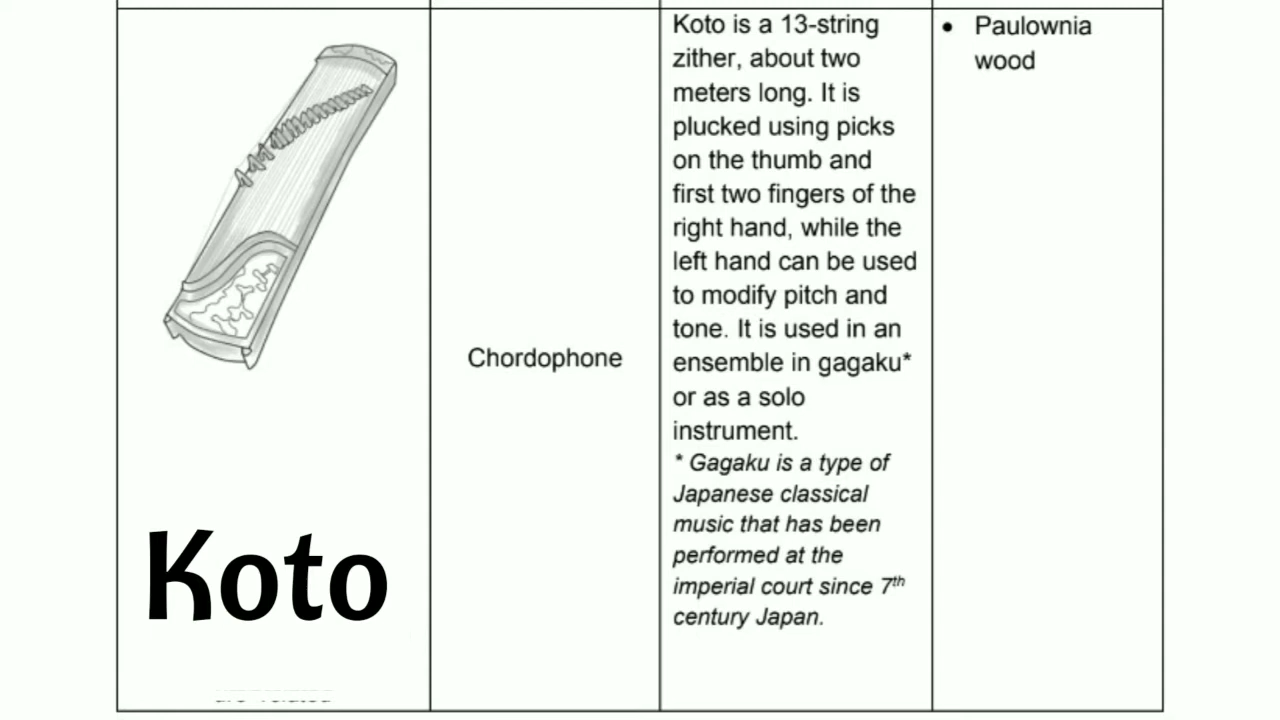 Koto
Chordophone
Koto is a 13-string
zither, about two
meters long. It is
plucked using picks
on the thumb and
first two fingers of the
right hand, while the
left hand can be used
to modify pitch and
tone. It is used in an
ensemble in gagaku*
or as a solo
instrument.
* Gagaku is a type of
Japanese classical
music that has been
performed at the
imperial court since 7th
century Japan.
• Paulownia
wood